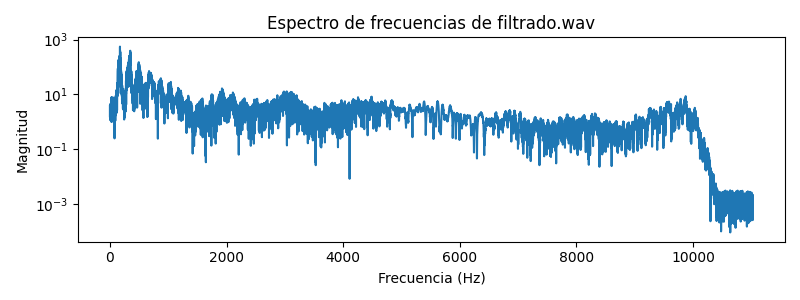 Espectro de frecuencias de filtrado.wav
10³
10¹
10⁻¹
10⁻³
Magnitud
0 2000 4000 6000 8000 10000
Frecuencia (Hz)